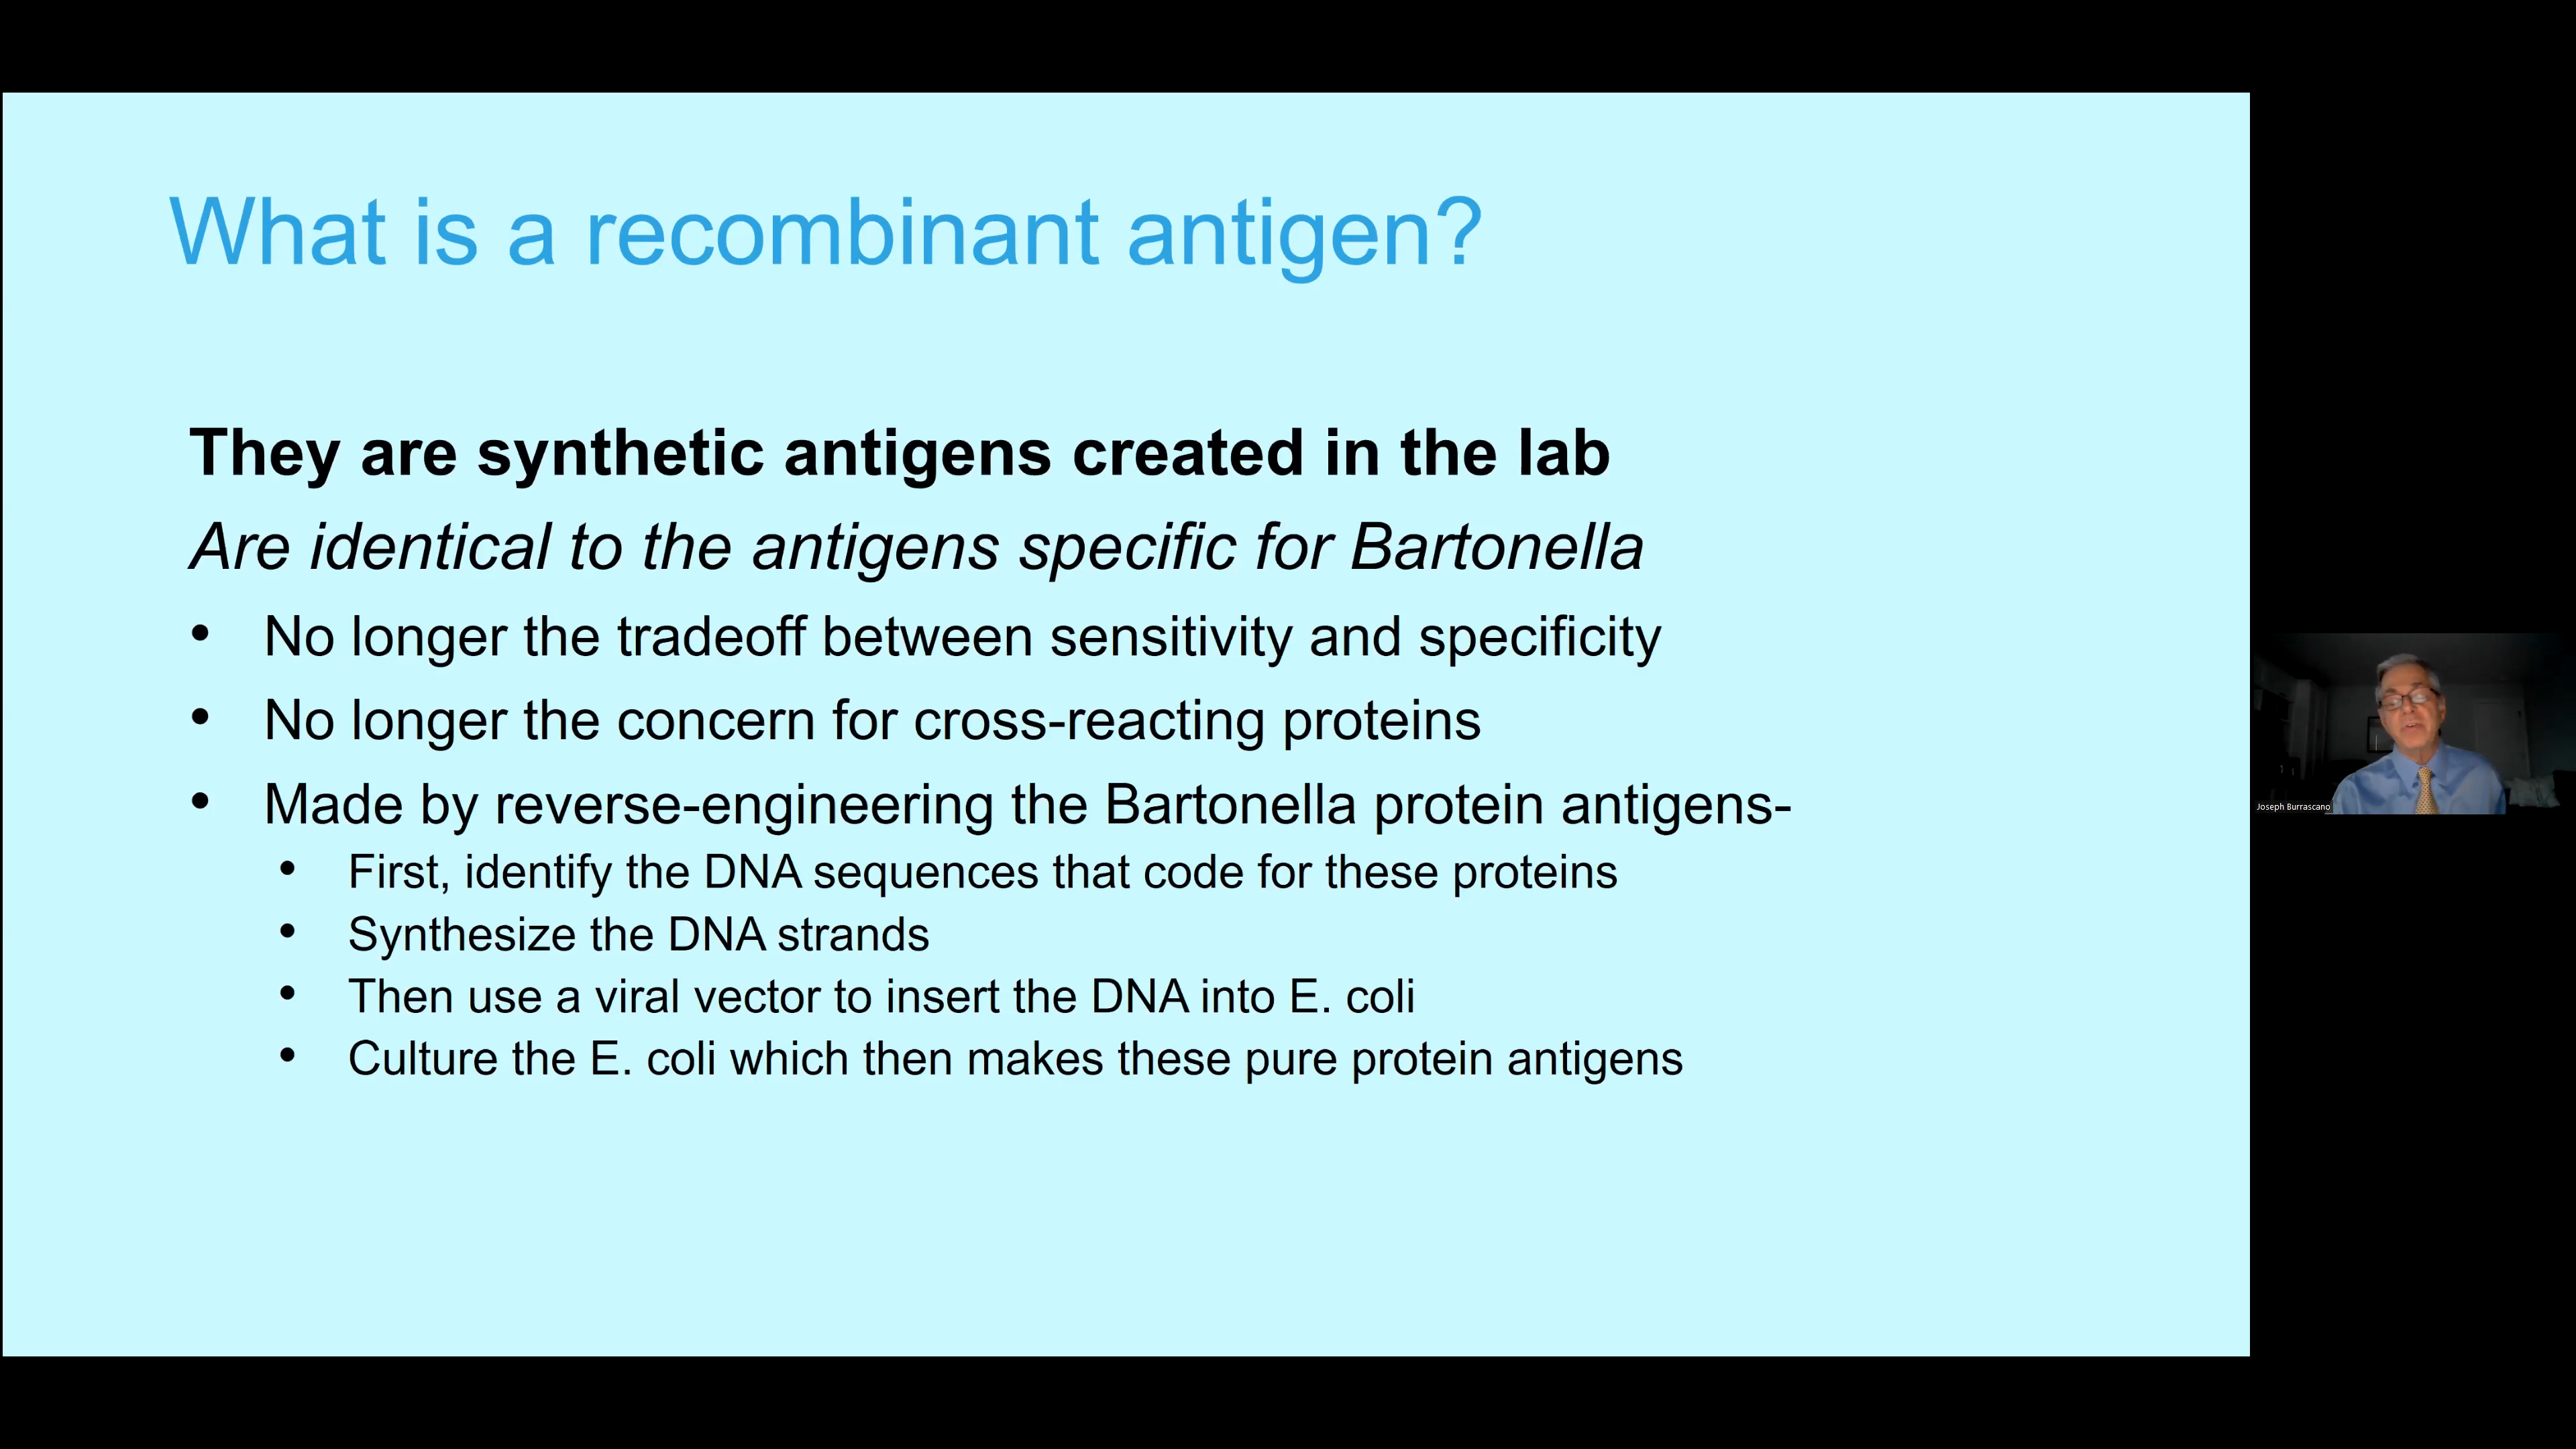 What is a recombinant antigen?
They are synthetic antigens created in the lab
Are identical to the antigens specific for Bartonella
• No longer the tradeoff between sensitivity and specificity
• No longer the concern for cross-reacting proteins
• Made by reverse-engineering the Bartonella protein antigens-
• First, identify the DNA sequences that code for these proteins
• Synthesize the DNA strands
• Then use a viral vector to insert the DNA into E. coli
• Culture the E. coli which then makes these pure protein antigens
Joseph Burrascano